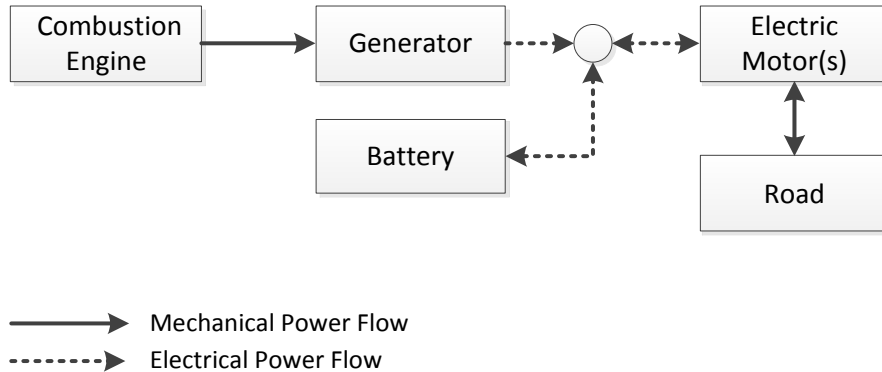 Combustion
Engine
Generator
Electric
Motor(s)
Battery
Road
Mechanical Power Flow
Electrical Power Flow